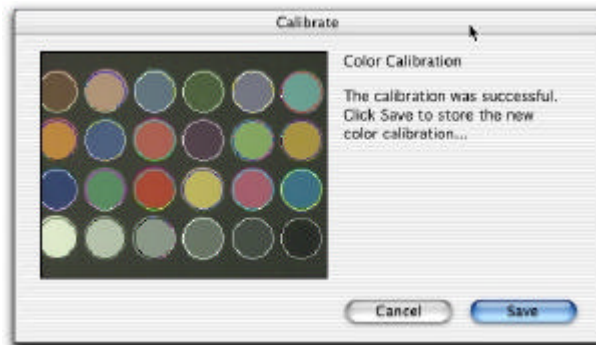 Calibrate
Color Calibration
The calibration was successful.
Click Save to store the new
color calibration...
Cancel
Save